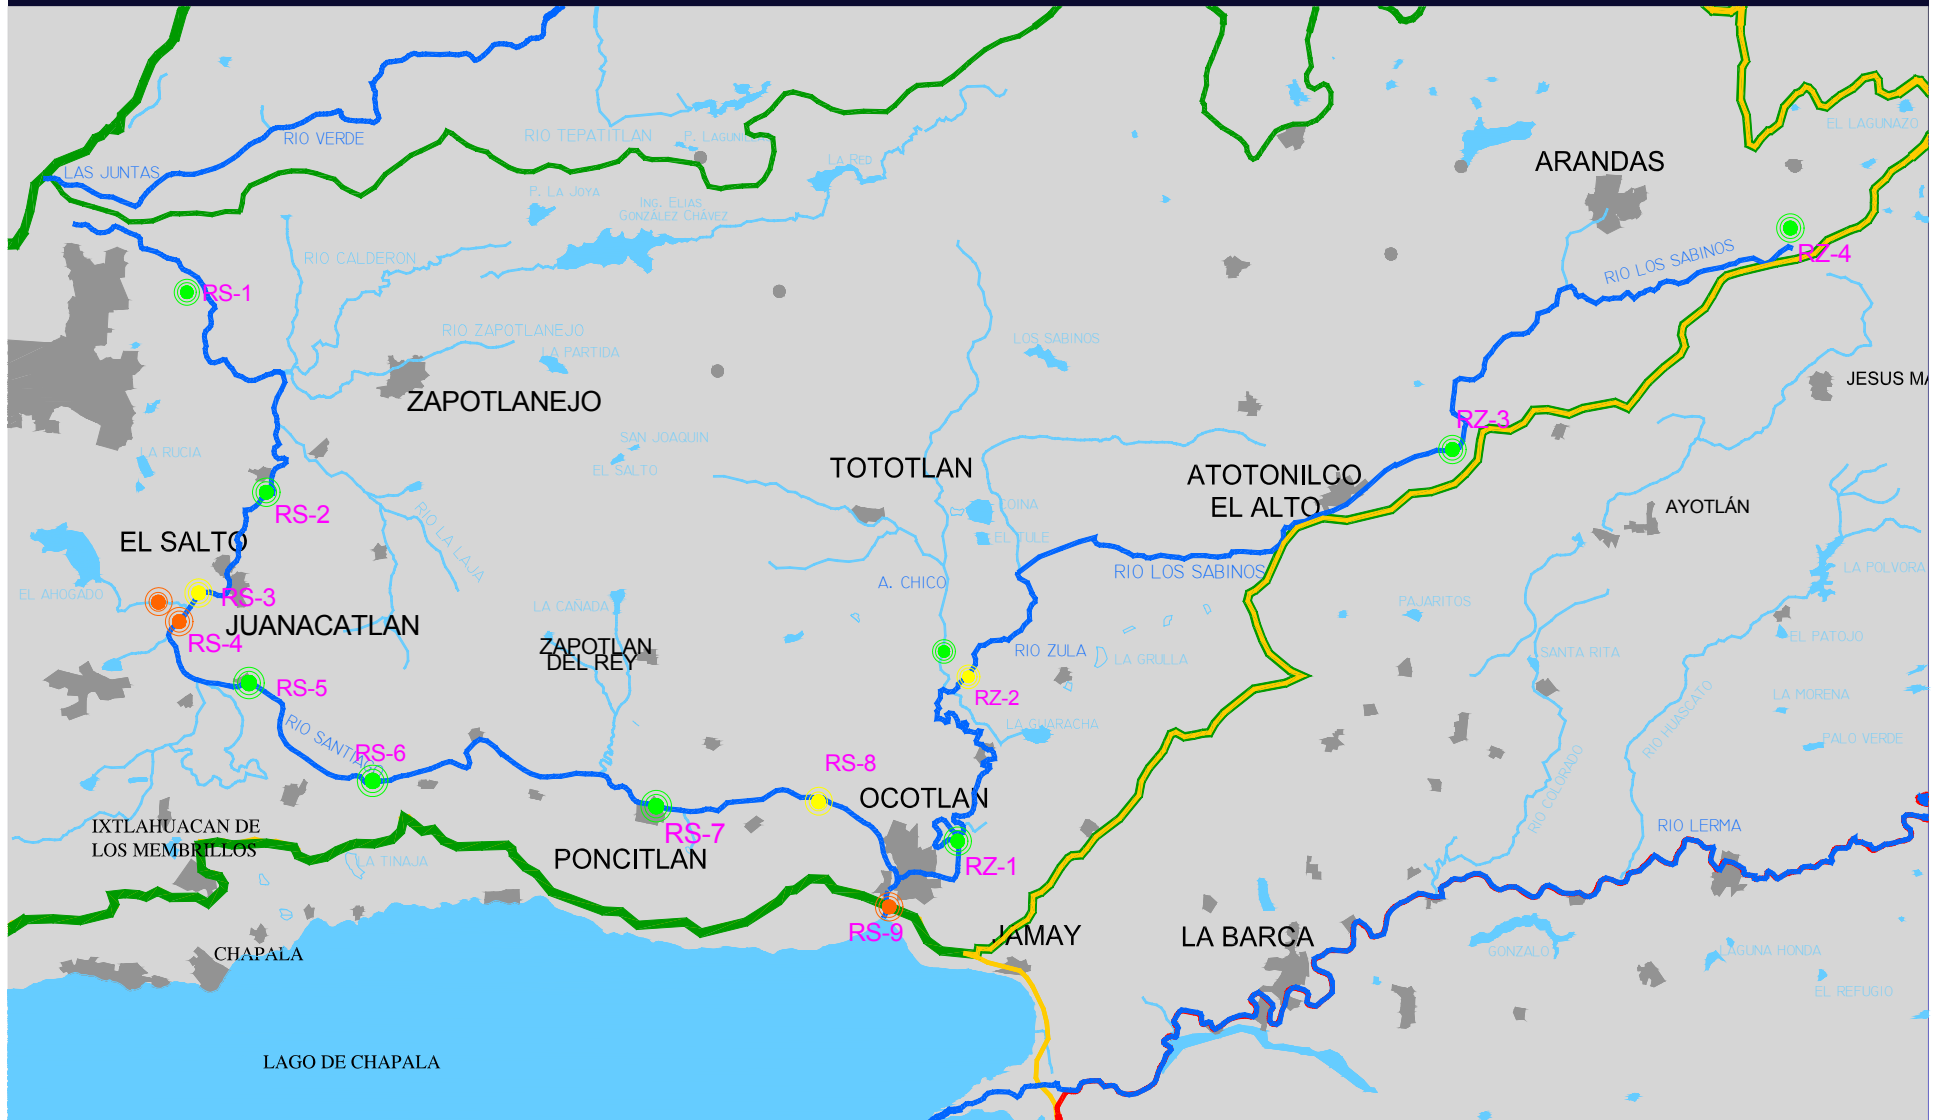 RIO VERDE
RIO TEPATITLAN
P. LAGUN
EL LAGUNAZO
LAS JUNTAS
La Red
ARANDAS
P. La Joya
Ing. Elias
González Chávez
RIO CALDERON
RIO LOS SABINOS
RZ-4
RS-1
RIO ZAPOTLANEJO
LA PARTIDA
LOS SABINOS
JESUS MA
ZAPOTLANEJO
RZ-3
SAN JOAQUIN
LA RUCIA
EL SALTO
TOTOTLAN
ATOTONILCO
EL ALTO
AYOTLÁN
RS-2
COINA
EL TULE
RIO LA LAJA
EL SALTO
A. CHICO
RIO LOS SABINOS
LA POLVORA
EL AHOGADO
RS-3
LA CAÑADA
PAJARITOS
JUANACATLAN
RS-4
ZAPOTLAN
DEL REY
RIO ZULA
LA GRULLA
SANTA RITA
EL PATOJO
RS-5
RZ-2
LA MORENA
RIO SANTIAGO
LA GUARACHA
RIO HUASCATO
PALO VERDE
RS-6
RS-8
RIO COLORADO
OCOTLAN
IXTLAHUACAN DE
LOS MEMBRILLOS
RS-7
RIO LERMA
LA TINAJA
PONCITLAN
RZ-1
RS-9
JAMAY
LA BARCA
CHAPALA
GONZALO
LAGUNA HONDA
EL REFUGIO
LAGO DE CHAPALA